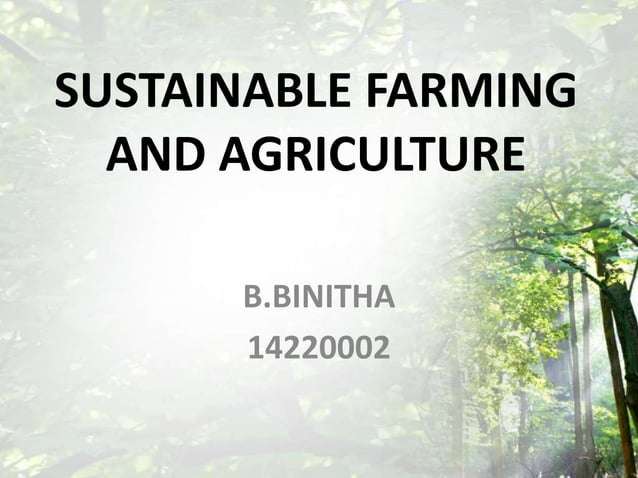 SUSTAINABLE FARMING
AND AGRICULTURE
B.BINITHA
14220002